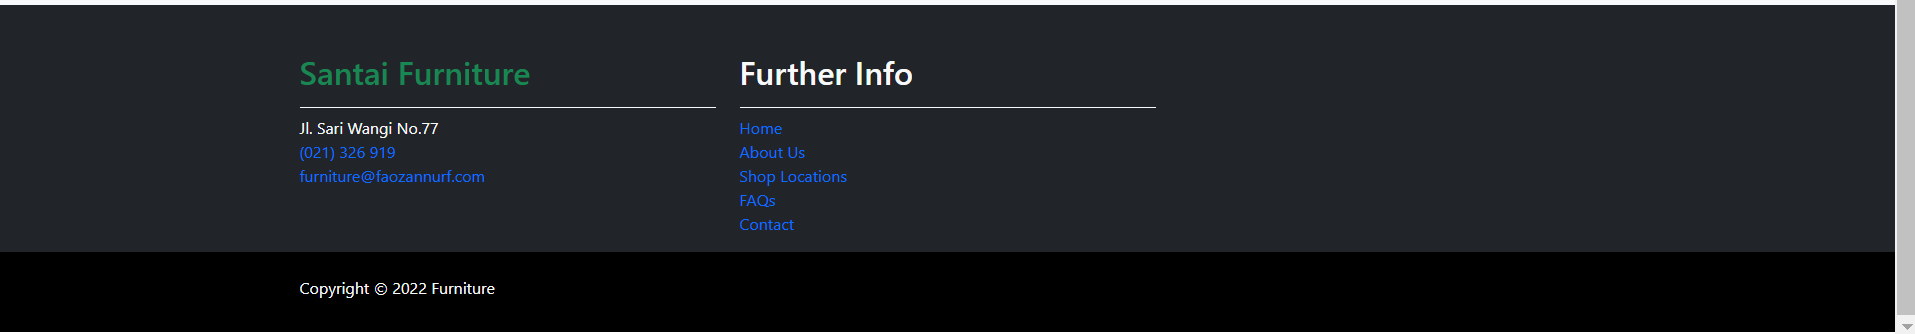 Santai Furniture
Jl. Sari Wangi No.77
(021) 326 919
furniture@faozannurf.com
Further Info
Home
About Us
Shop Locations
FAQs
Contact
Copyright © 2022 Furniture